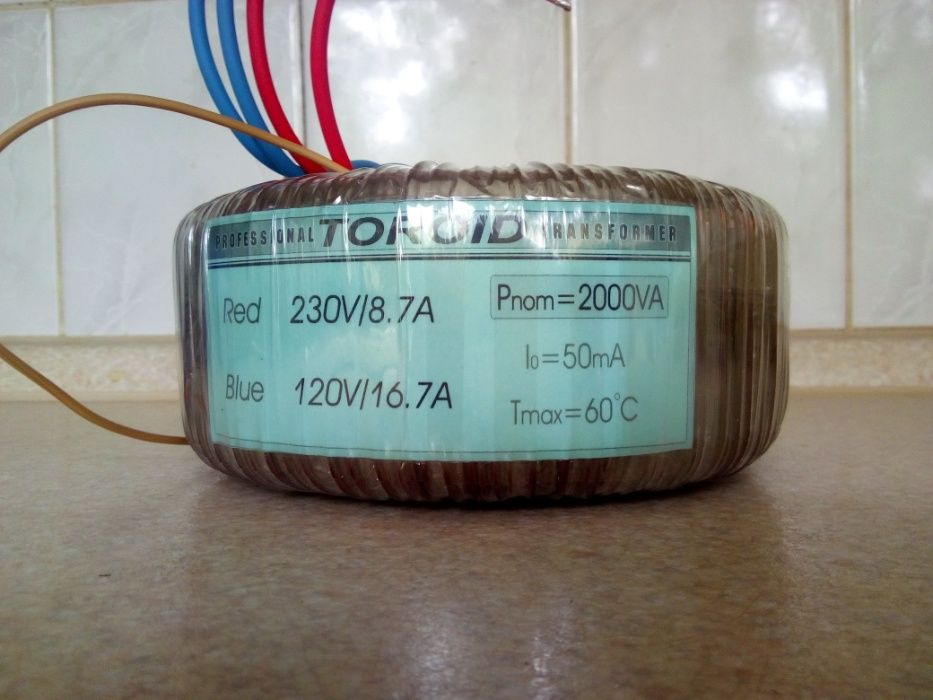 PROFESSIONAL TOROID TRANSFORMER
Red 230V/8.7A
Blue 120V/16.7A
Pnom=2000VA
I0=50mA
Tmax=60°C